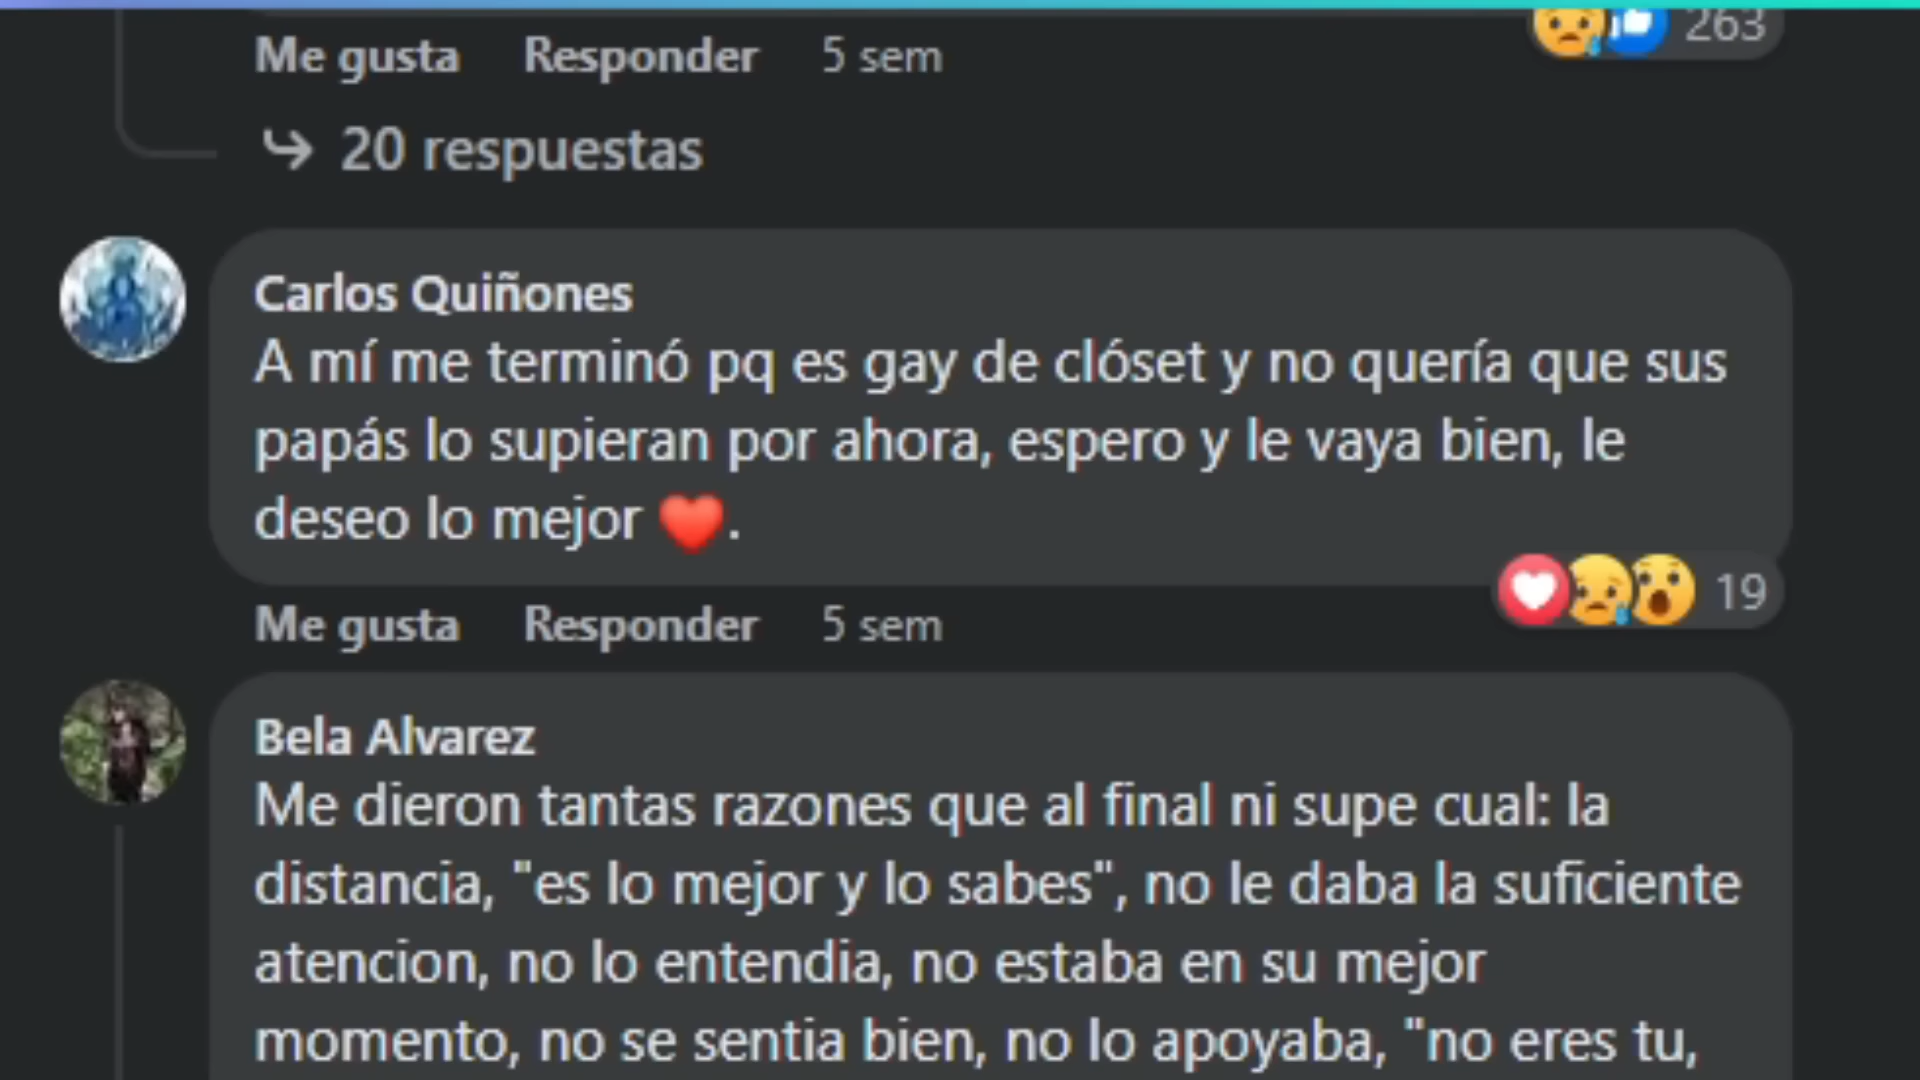 263
Me gusta Responder 5 sem
20 respuestas
Carlos Quiñones
A mí me terminó pq es gay de clóset y no quería que sus
papás lo supieran por ahora, espero y le vaya bien, le
deseo lo mejor ❤️.
19
Me gusta Responder 5 sem
Bela Alvarez
Me dieron tantas razones que al final ni supe cual: la
distancia, "es lo mejor y lo sabes", no le daba la suficiente
atencion, no lo entendia, no estaba en su mejor
momento, no se sentia bien, no lo apoyaba, "no eres tu,